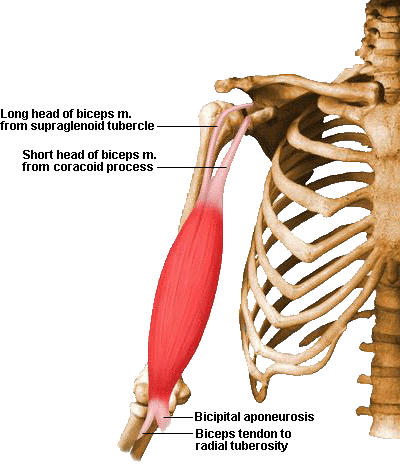 Long head of biceps m.
from supraglenoid tubercle
Short head of biceps m.
from coracoid process
Bicipital aponeurosis
Biceps tendon to
radial tuberosity